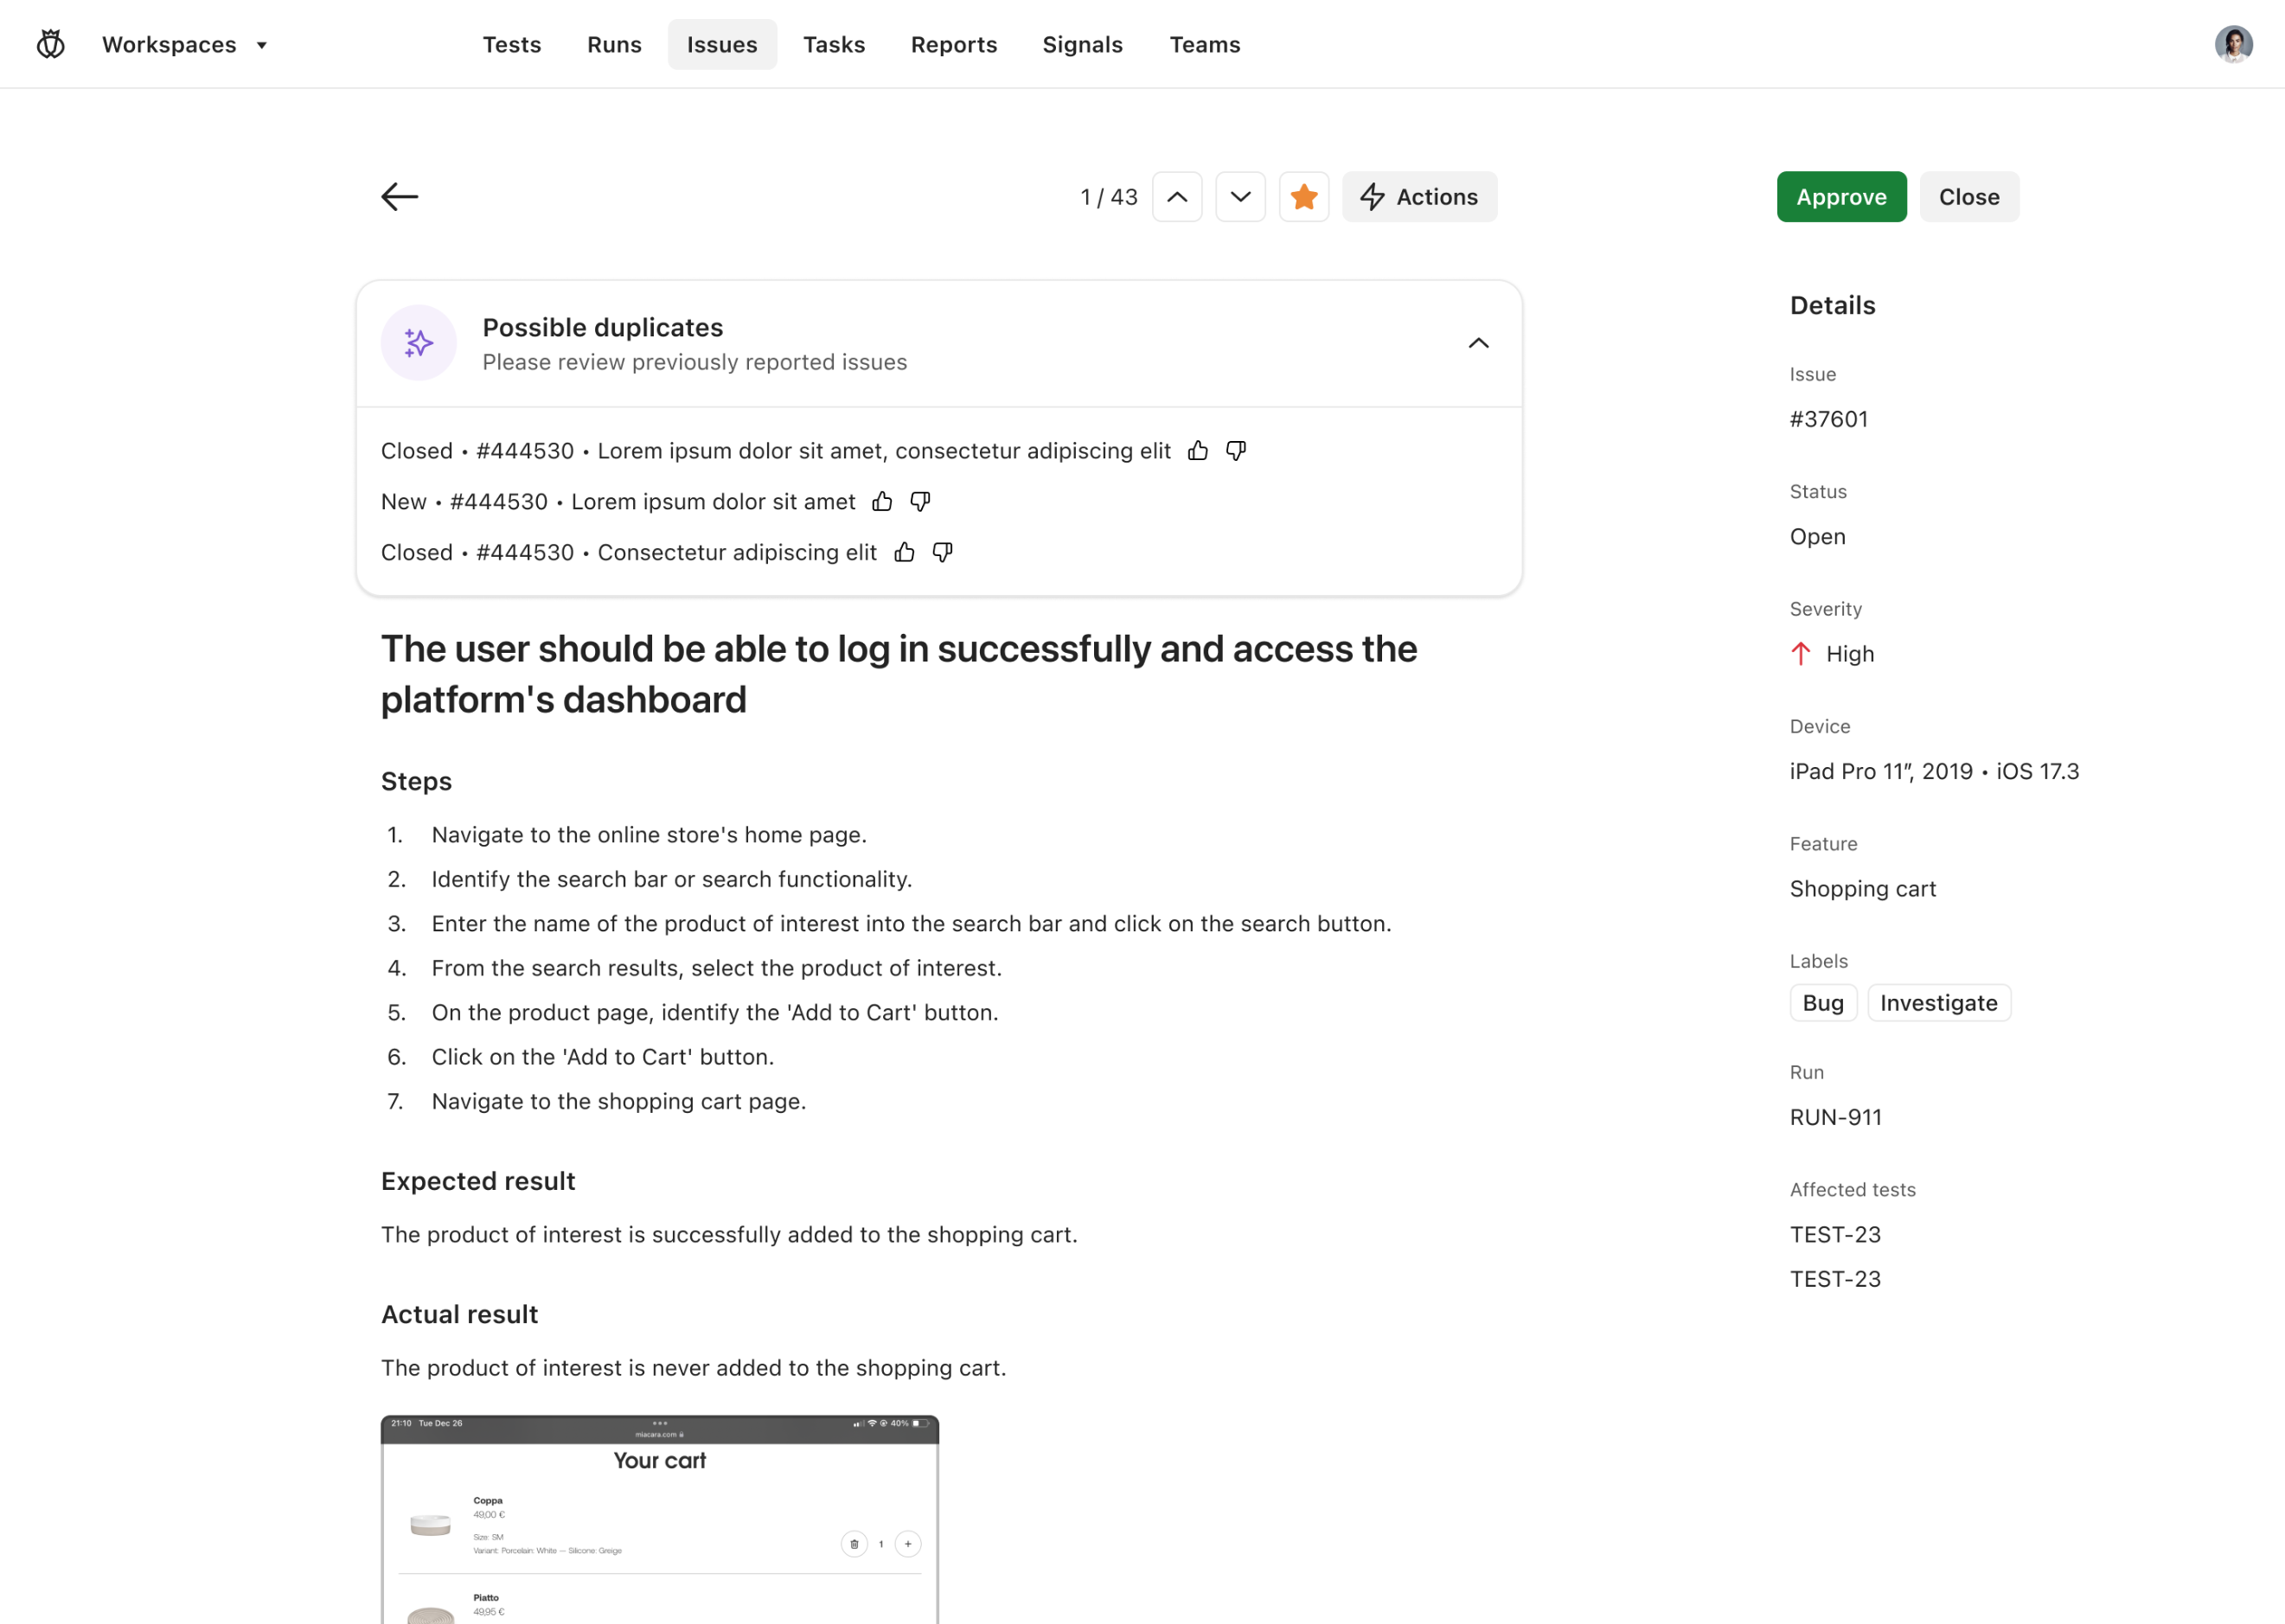 Workspaces
Tests Runs Issues Tasks Reports Signals Teams
1 / 43
Actions
Approve
Close
Possible duplicates
Please review previously reported issues
Closed • #444530 • Lorem ipsum dolor sit amet, consectetur adipiscing elit
New • #444530 • Lorem ipsum dolor sit amet
Closed • #444530 • Consectetur adipiscing elit
The user should be able to log in successfully and access the
platform's dashboard
Steps
1. Navigate to the online store's home page.
2. Identify the search bar or search functionality.
3. Enter the name of the product of interest into the search bar and click on the search button.
4. From the search results, select the product of interest.
5. On the product page, identify the 'Add to Cart' button.
6. Click on the 'Add to Cart' button.
7. Navigate to the shopping cart page.
Expected result
The product of interest is successfully added to the shopping cart.
Actual result
The product of interest is never added to the shopping cart.
21:10 Tue Dec 26
40%
miacara.com
Your cart
Coppa
49,00 €
Size: SM
Variant: Porcelain: White — Silicone: Greige
1 +
Piatto
49,95 €
Details
Issue
#37601
Status
Open
Severity
High
Device
iPad Pro 11″, 2019 • iOS 17.3
Feature
Shopping cart
Labels
Bug Investigate
Run
RUN-911
Affected tests
TEST-23
TEST-23